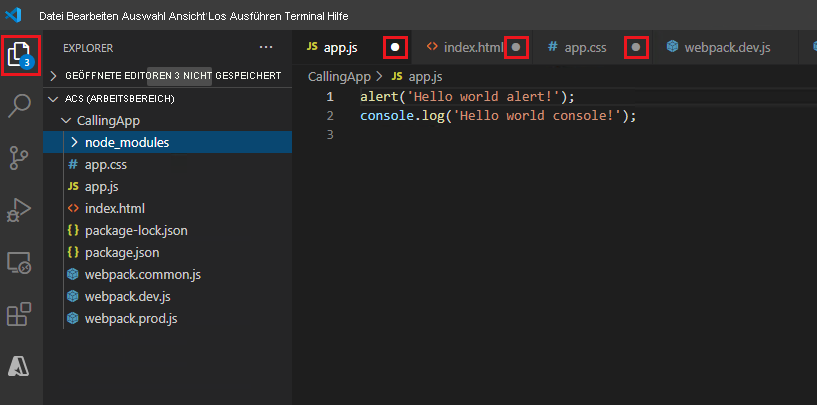 Datei Bearbeiten Auswahl Ansicht Los Ausführen Terminal Hilfe
EXPLORER ...
3
GEÖFFNETE EDITOREN 3 NICHT GESPEICHERT
ACS (ARBEITSBEREICH)
CallingApp
node_modules
# app.css
JS app.js
<> index.html
{} package-lock.json
{} package.json
webpack.common.js
webpack.dev.js
webpack.prod.js
JS app.js <> index.html # app.css webpack.dev.js
CallingApp > JS app.js
1 alert('Hello world alert!');
2 console.log('Hello world console!');
3